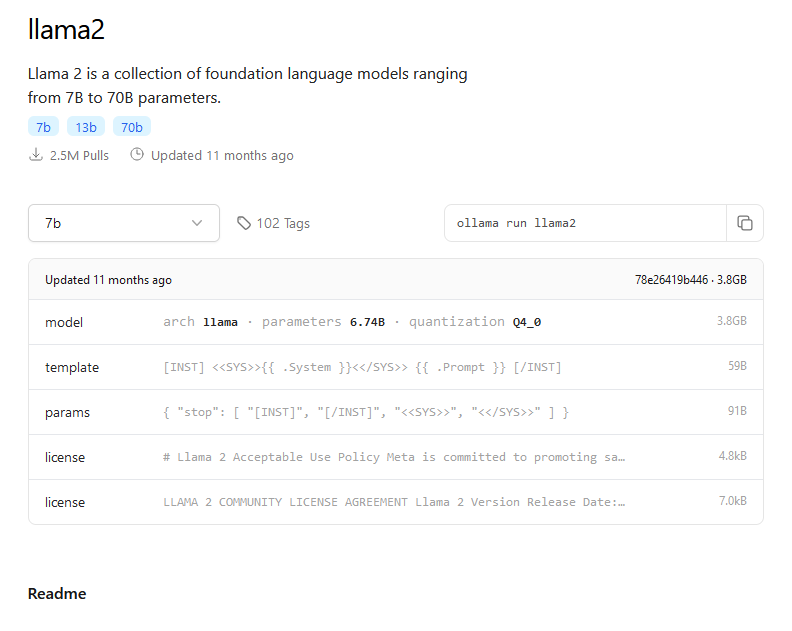 llama2
Llama 2 is a collection of foundation language models ranging
from 7B to 70B parameters.
7b 13b 70b
2.5M Pulls Updated 11 months ago
7b 102 Tags ollama run llama2
Updated 11 months ago 78e26419b446 · 3.8GB
model arch llama · parameters 6.74B · quantization Q4_0 3.8GB
template [INST] <<SYS>>{{ .System }}<</SYS>> {{ .Prompt }} [/INST] 59B
params { "stop": [ "[INST]", "[/INST]", "<<SYS>>", "<</SYS>>" ] } 91B
license # Llama 2 Acceptable Use Policy Meta is committed to promoting sa… 4.8kB
license LLAMA 2 COMMUNITY LICENSE AGREEMENT Llama 2 Version Release Date:… 7.0kB
Readme